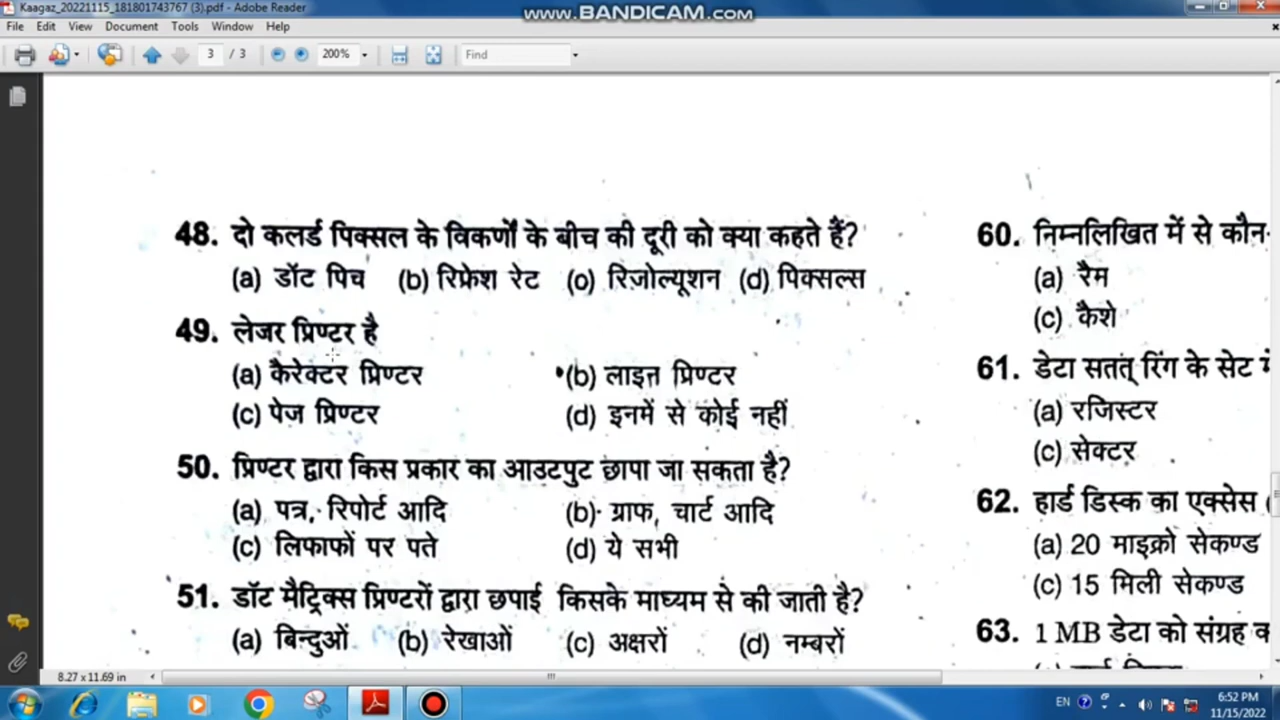 Kaagaz_20221115_181801743767 (3).pdf - Adobe Reader
www.BANDICAM.com
File Edit View Document Tools Window Help
3 / 3 200% Find
48. दो कलर्ड पिक्सल के विकर्णों के बीच की दूरी को क्या कहते हैं?
(a) डॉट पिच (b) रिफ्रेश रेट (o) रिजोल्यूशन (d) पिक्सल्स
49. लेजर प्रिण्टर है
(a) कैरेक्टर प्रिण्टर (b) लाइन प्रिण्टर
(c) पेज प्रिण्टर (d) इनमें से कोई नहीं
50. प्रिण्टर द्वारा किस प्रकार का आउटपुट छापा जा सकता है?
(a) पत्र, रिपोर्ट आदि (b) ग्राफ, चार्ट आदि
(c) लिफाफों पर पते (d) ये सभी
51. डॉट मैट्रिक्स प्रिण्टरों द्वारा छपाई किसके माध्यम से की जाती है?
(a) बिन्दुओं (b) रेखाओं (c) अक्षरों (d) नम्बरों
60. निम्नलिखित में से कौन
(a) रैम
(c) कैशे
61. डेटा सतत् रिंग के सेट में
(a) रजिस्टर
(c) सेक्टर
62. हार्ड डिस्क का एक्सेस
(a) 20 माइक्रो सेकण्ड
(c) 15 मिली सेकण्ड
63. 1 MB डेटा को संग्रह
8.27 x 11.69 in
EN 6:52 PM
11/15/2022